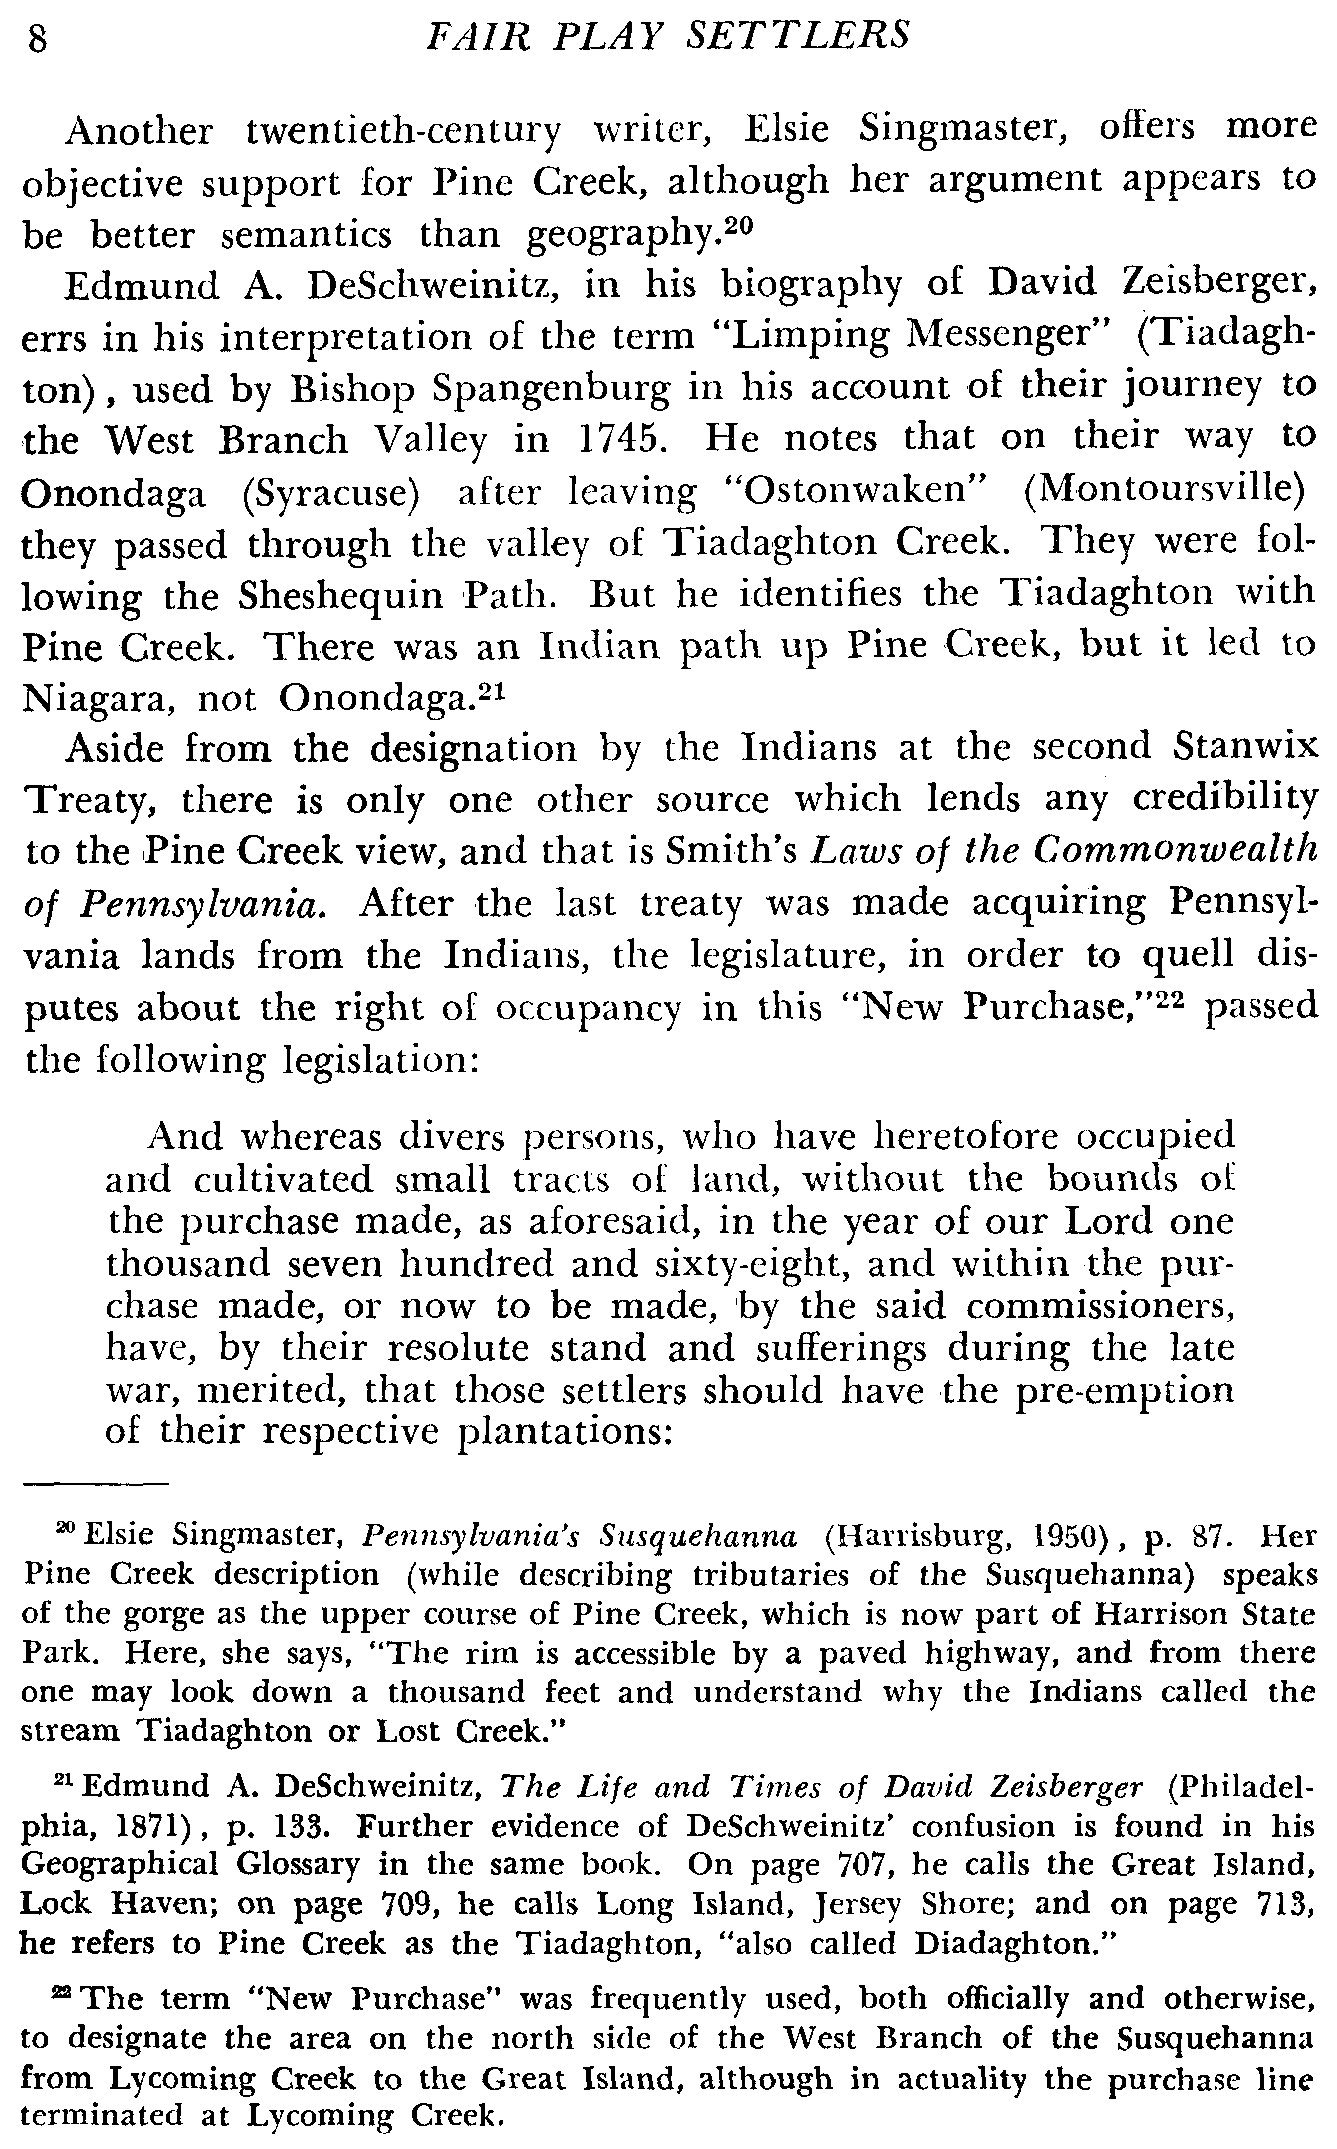 8 FAIR PLAY SETTLERS
Another twentieth-century writer, Elsie Singmaster, offers more
objective support for Pine Creek, although her argument appears to
be better semantics than geography.²⁰
Edmund A. DeSchweinitz, in his biography of David Zeisberger,
errs in his interpretation of the term “Limping Messenger” (Tiadagh-
ton), used by Bishop Spangenburg in his account of their journey to
the West Branch Valley in 1745. He notes that on their way to
Onondaga (Syracuse) after leaving “Ostonwaken” (Montoursville)
they passed through the valley of Tiadaghton Creek. They were fol-
lowing the Sheshequin Path. But he identifies the Tiadaghton with
Pine Creek. There was an Indian path up Pine Creek, but it led to
Niagara, not Onondaga.²¹
Aside from the designation by the Indians at the second Stanwix
Treaty, there is only one other source which lends any credibility
to the Pine Creek view, and that is Smith’s Laws of the Commonwealth
of Pennsylvania. After the last treaty was made acquiring Pennsyl-
vania lands from the Indians, the legislature, in order to quell dis-
putes about the right of occupancy in this “New Purchase,”²² passed
the following legislation:
And whereas divers persons, who have heretofore occupied
and cultivated small tracts of land, without the bounds of
the purchase made, as aforesaid, in the year of our Lord one
thousand seven hundred and sixty-eight, and within the pur-
chase made, or now to be made, by the said commissioners,
have, by their resolute stand and sufferings during the late
war, merited, that those settlers should have the pre-emption
of their respective plantations:
²⁰ Elsie Singmaster, Pennsylvania’s Susquehanna (Harrisburg, 1950), p. 87. Her
Pine Creek description (while describing tributaries of the Susquehanna) speaks
of the gorge as the upper course of Pine Creek, which is now part of Harrison State
Park. Here, she says, “The rim is accessible by a paved highway, and from there
one may look down a thousand feet and understand why the Indians called the
stream Tiadaghton or Lost Creek.”
²¹ Edmund A. DeSchweinitz, The Life and Times of David Zeisberger (Philadel-
phia, 1871), p. 133. Further evidence of DeSchweinitz’ confusion is found in his
Geographical Glossary in the same book. On page 707, he calls the Great Island,
Lock Haven; on page 709, he calls Long Island, Jersey Shore; and on page 713,
he refers to Pine Creek as the Tiadaghton, “also called Diadaghton.”
²² The term “New Purchase” was frequently used, both officially and otherwise,
to designate the area on the north side of the West Branch of the Susquehanna
from Lycoming Creek to the Great Island, although in actuality the purchase line
terminated at Lycoming Creek.